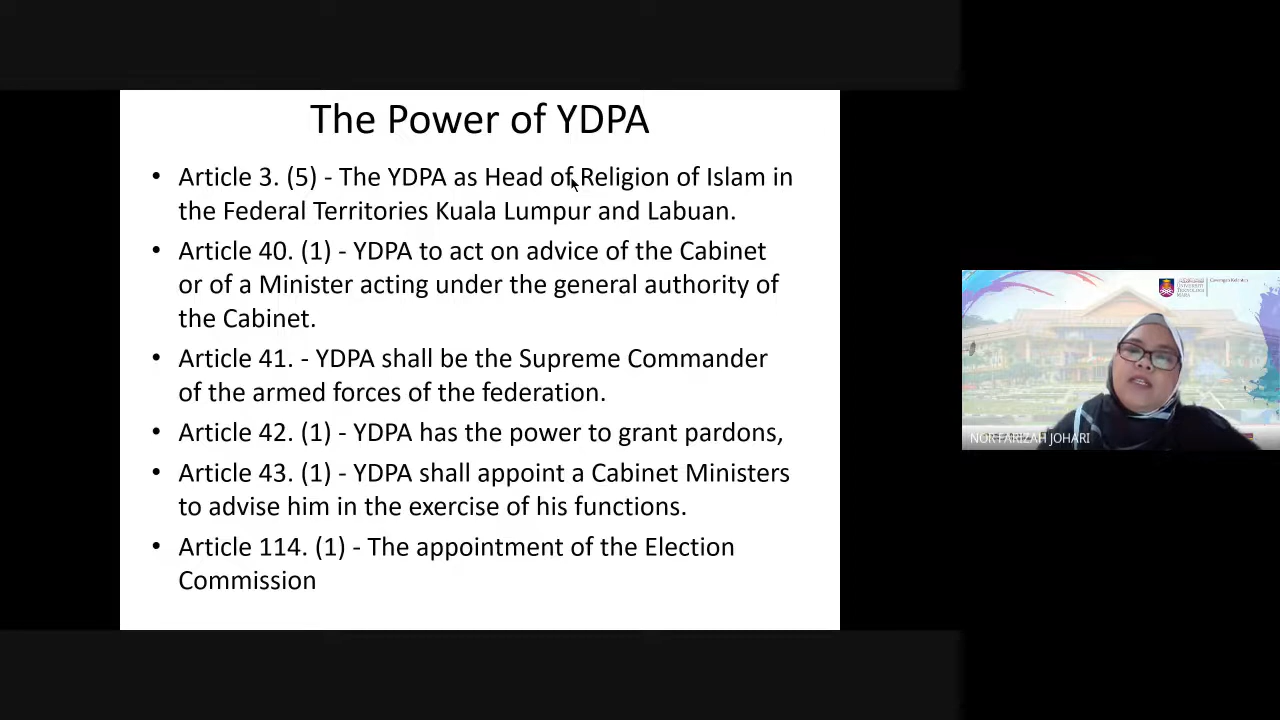 The Power of YDPA
• Article 3. (5) - The YDPA as Head of Religion of Islam in
the Federal Territories Kuala Lumpur and Labuan.
• Article 40. (1) - YDPA to act on advice of the Cabinet
or of a Minister acting under the general authority of
the Cabinet.
• Article 41. - YDPA shall be the Supreme Commander
of the armed forces of the federation.
• Article 42. (1) - YDPA has the power to grant pardons,
• Article 43. (1) - YDPA shall appoint a Cabinet Ministers
to advise him in the exercise of his functions.
• Article 114. (1) - The appointment of the Election
Commission
UNIVERSITI
TEKNOLOGI
MARA
NOR FARIZAH JOHARI